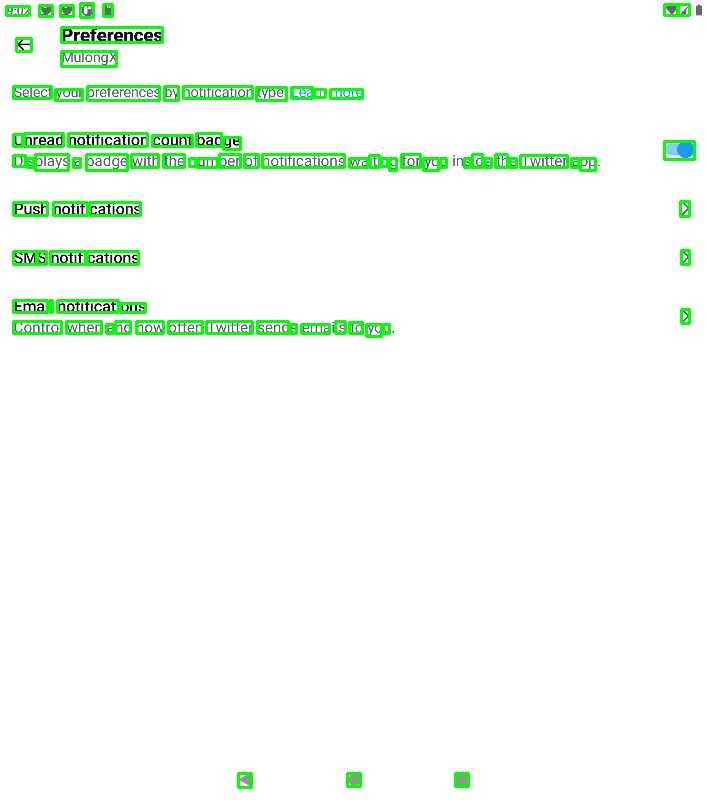 9:02
Preferences
MulongX
Select your preferences by notification type. Learn more
Unread notification count badge
Displays a badge with the number of notifications waiting for you inside the Twitter app.
Push notifications
SMS notifications
Email notifications
Control when and how often Twitter sends emails to you.